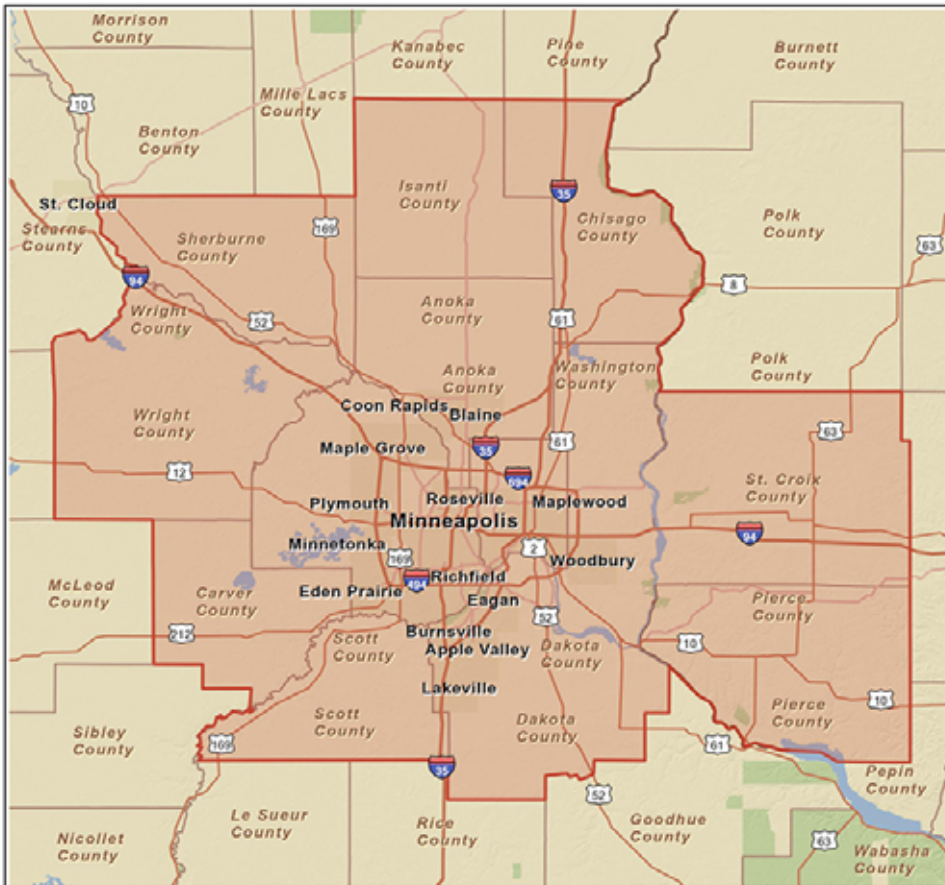 Morrison
County
Kanabec
County
Pine
County
Burnett
County
10
Mille Lacs
County
Benton
County
Isanti
County
35
St. Cloud
Stearns
County
Sherburne
County
169
Chisago
County
Polk
County
63
94
8
Wright
County
52
Anoka
County
61
Anoka
County
Washington
County
Polk
County
Wright
County
Coon Rapids
Blaine
63
Maple Grove
35
61
12
694
St. Croix
County
Plymouth
Roseville
Maplewood
Minneapolis
94
Minnetonka
169
2
Woodbury
McLeod
County
Carver
County
Eden Prairie
494
Richfield
Eagan
Pierce
County
212
Scott
County
Burnsville
52
Apple Valley
Dakota
County
10
Lakeville
10
Sibley
County
Scott
County
Dakota
County
Pierce
County
169
61
35
Pepin
County
52
Le Sueur
County
Rice
County
Goodhue
County
Nicollet
County
63
Wabasha
County